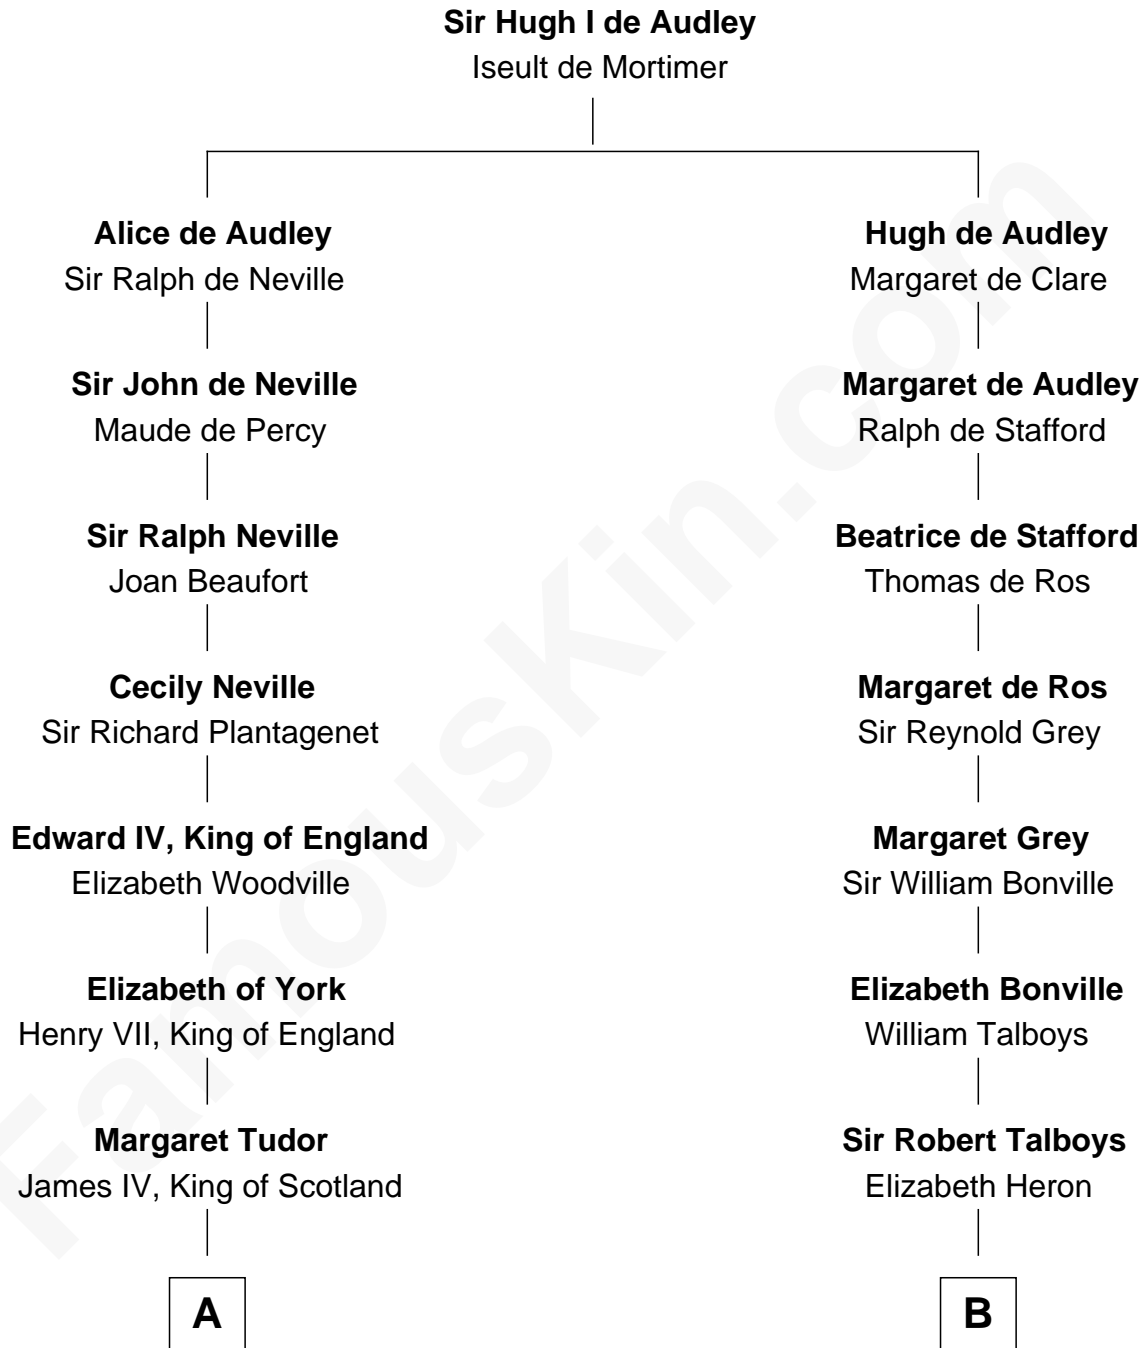 Sir Hugh I de Audley
Iseult de Mortimer
Alice de Audley
Sir Ralph de Neville
Hugh de Audley
Margaret de Clare
Sir John de Neville
Maude de Percy
Margaret de Audley
Ralph de Stafford
Sir Ralph Neville
Joan Beaufort
Beatrice de Stafford
Thomas de Ros
Cecily Neville
Sir Richard Plantagenet
Margaret de Ros
Sir Reynold Grey
Edward IV, King of England
Elizabeth Woodville
Margaret Grey
Sir William Bonville
Elizabeth of York
Henry VII, King of England
Elizabeth Bonville
William Talboys
Margaret Tudor
James IV, King of Scotland
Sir Robert Talboys
Elizabeth Heron
A
B
FamousKin.com